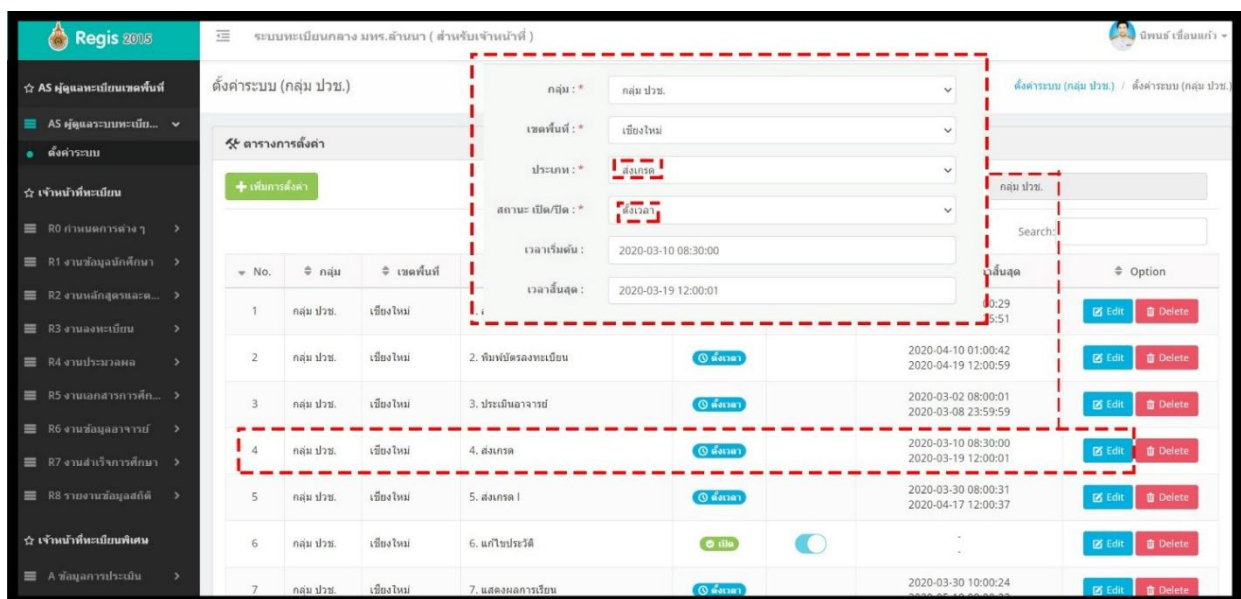 Regis 2015
ระบบทะเบียนกลาง มทร.ล้านนา ( สำหรับเจ้าหน้าที่ )
นิพนธ์ เขื่อนแก้ว
AS ผู้ดูแลทะเบียนเขตพื้นที่
AS ผู้ดูแลระบบทะเบีย...
ตั้งค่าระบบ
เจ้าหน้าที่ทะเบียน
R0 กำหนดการต่าง ๆ
R1 งานข้อมูลนักศึกษา
R2 งานหลักสูตรและต...
R3 งานลงทะเบียน
R4 งานประมวลผล
R5 งานเอกสารการศึก...
R6 งานข้อมูลอาจารย์
R7 งานสำเร็จการศึกษา
R8 รายงานข้อมูลสถิติ
เจ้าหน้าที่ทะเบียนพิเศษ
A ข้อมูลการประเมิน
ตั้งค่าระบบ (กลุ่ม ปวช.)
ตั้งค่าระบบ (กลุ่ม ปวช.) / ตั้งค่าระบบ (กลุ่ม ปวช.)
ตารางการตั้งค่า
เพิ่มการตั้งค่า
กลุ่ม ปวช.
Search:
กลุ่ม : * กลุ่ม ปวช.
เขตพื้นที่ : * เชียงใหม่
ประเภท : * ส่งเกรด
สถานะ เปิด/ปิด : * ตั้งเวลา
เวลาเริ่มต้น : 2020-03-10 08:30:00
เวลาสิ้นสุด : 2020-03-19 12:00:01
No. กลุ่ม เขตพื้นที่ Option
1 กลุ่ม ปวช. เชียงใหม่ Edit Delete
2 กลุ่ม ปวช. เชียงใหม่ 2. พิมพ์บัตรลงทะเบียน ตั้งเวลา 2020-04-10 01:00:42 Edit Delete
2020-04-19 12:00:59
3 กลุ่ม ปวช. เชียงใหม่ 3. ประเมินอาจารย์ ตั้งเวลา 2020-03-02 08:00:01 Edit Delete
2020-03-08 23:59:59
4 กลุ่ม ปวช. เชียงใหม่ 4. ส่งเกรด ตั้งเวลา 2020-03-10 08:30:00 Edit Delete
2020-03-19 12:00:01
5 กลุ่ม ปวช. เชียงใหม่ 5. ส่งเกรด I ตั้งเวลา 2020-03-30 08:00:31 Edit Delete
2020-04-17 12:00:37
6 กลุ่ม ปวช. เชียงใหม่ 6. แก้ไขประวัติ เปิด - Edit Delete
-
7 กลุ่ม ปวช. เชียงใหม่ 7. แสดงผลการเรียน ตั้งเวลา 2020-03-30 10:00:24 Edit Delete